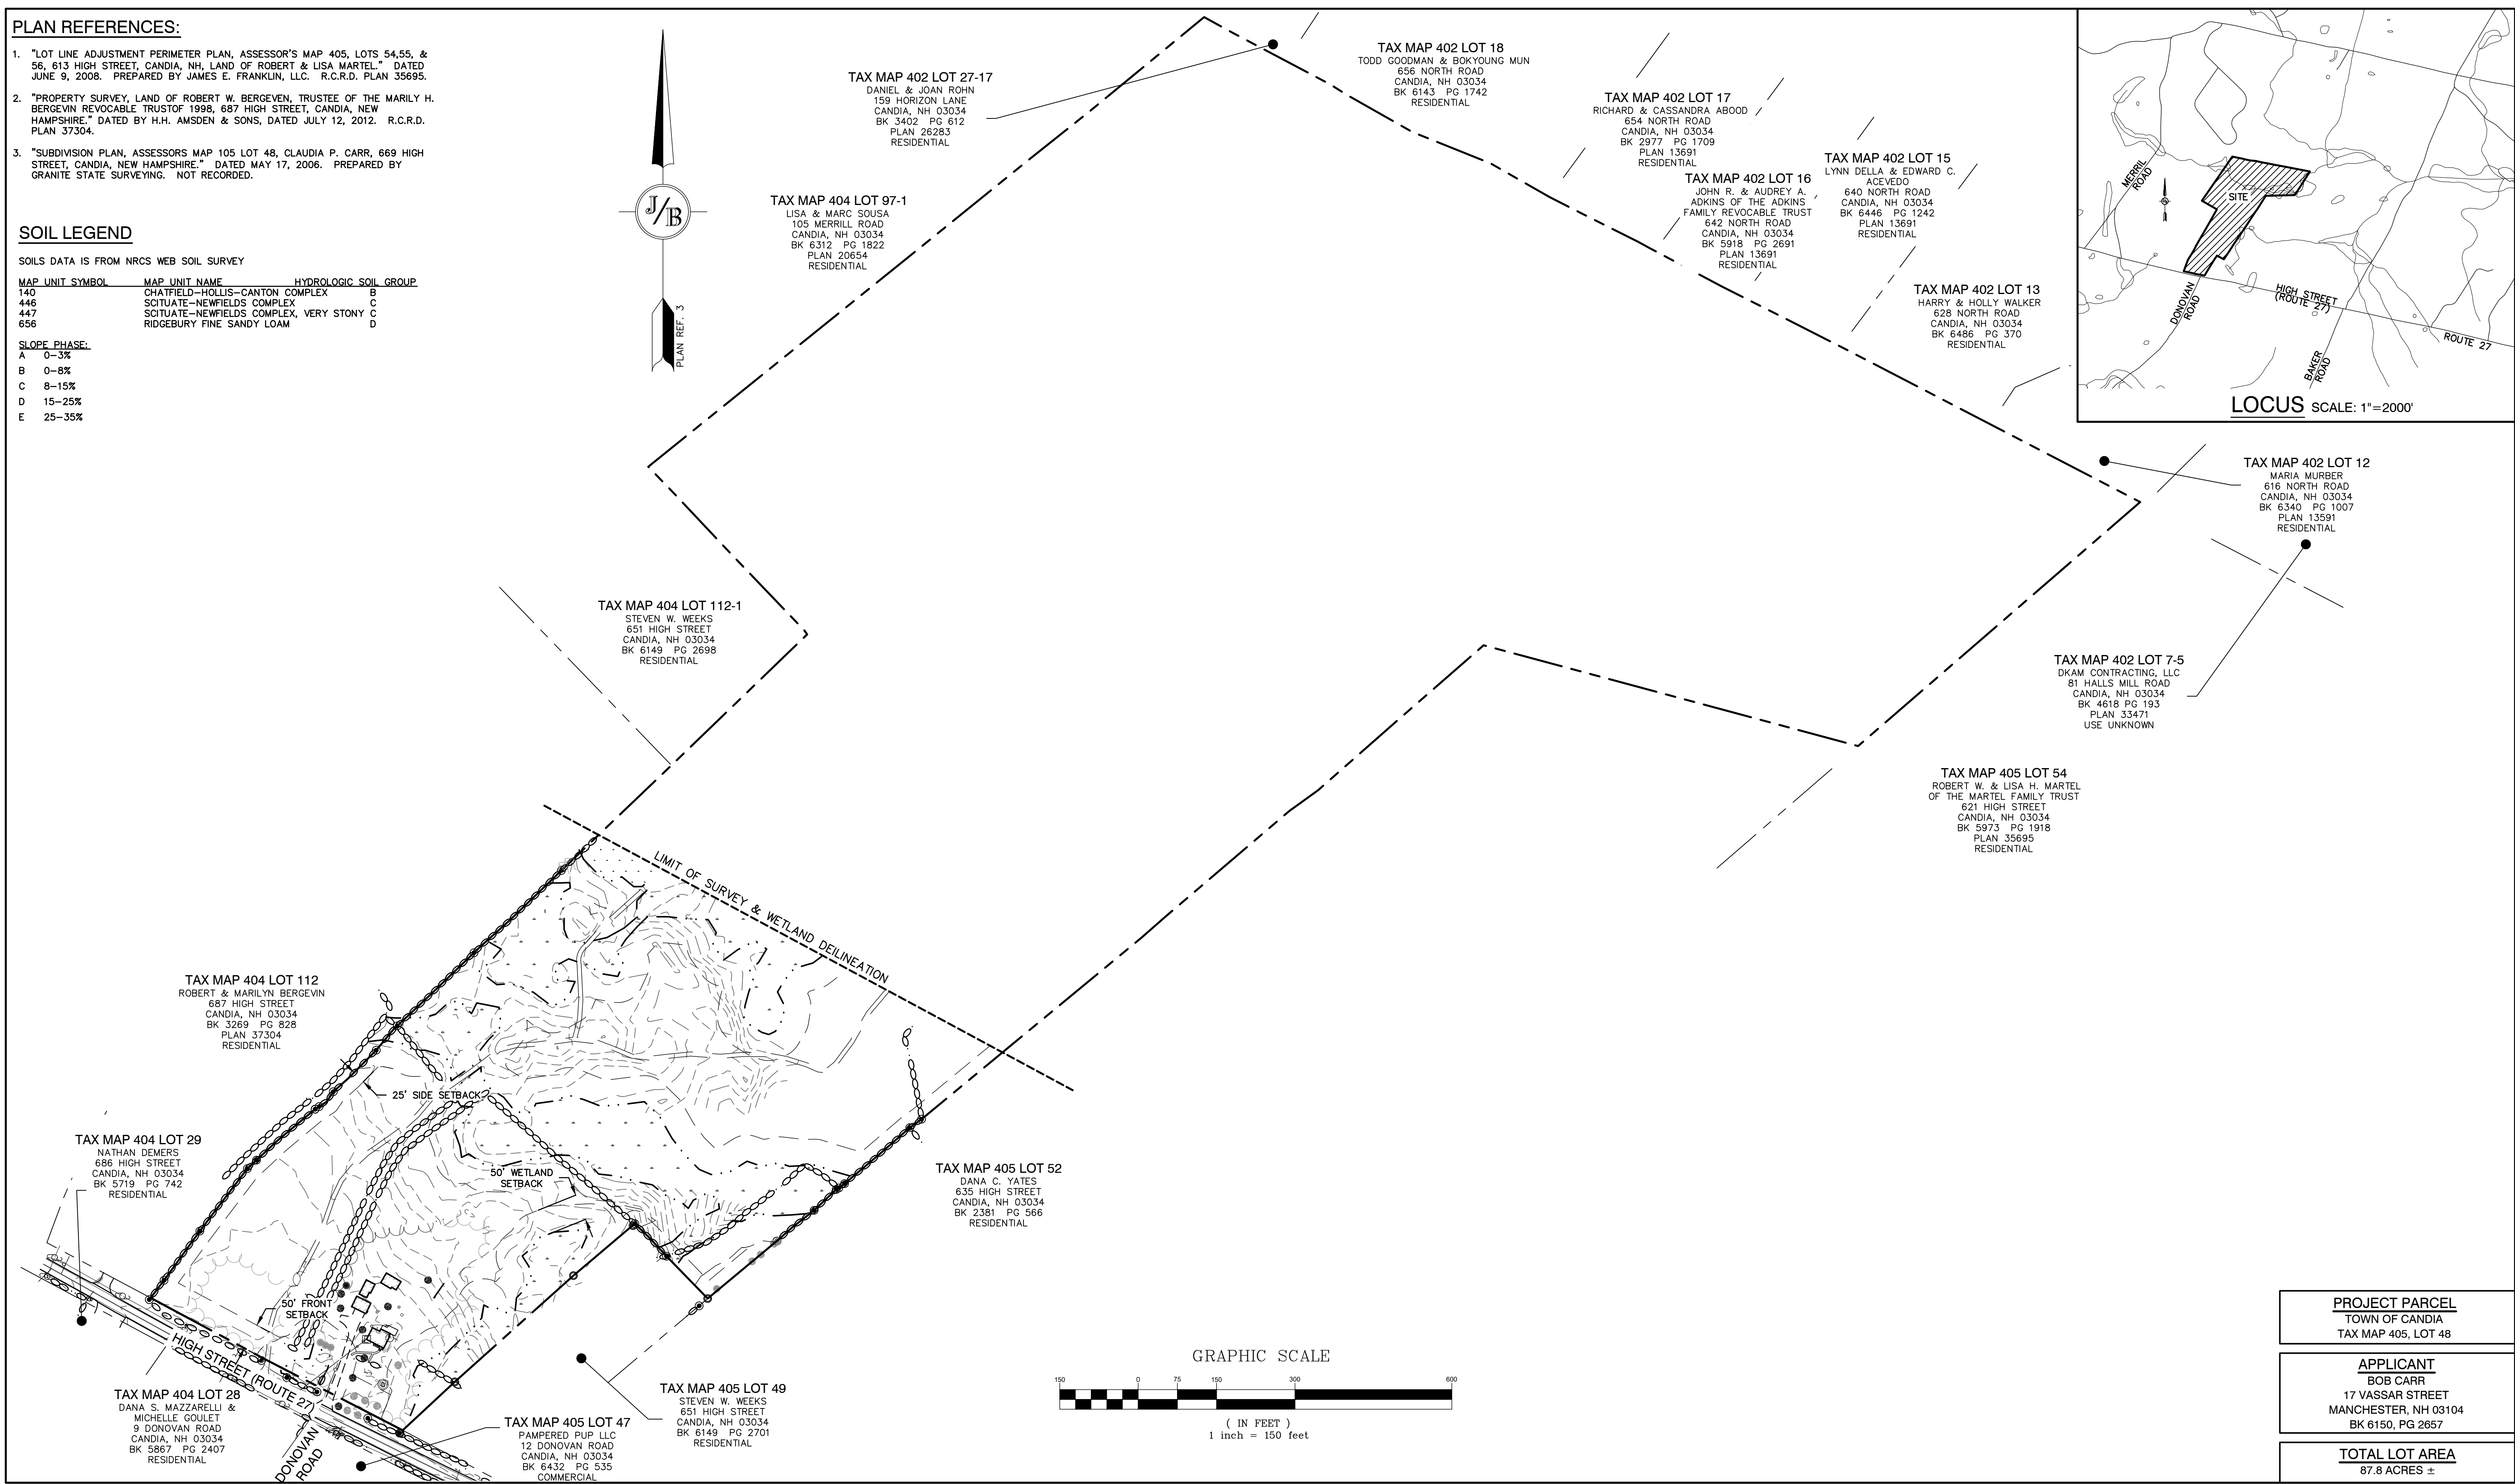 PLAN REFERENCES:
1. "LOT LINE ADJUSTMENT PERIMETER PLAN, ASSESSOR'S MAP 405, LOTS 54,55, &
56, 613 HIGH STREET, CANDIA, NH, LAND OF ROBERT & LISA MARTEL." DATED
JUNE 9, 2008. PREPARED BY JAMES E. FRANKLIN, LLC. R.C.R.D. PLAN 35695.
2. "PROPERTY SURVEY, LAND OF ROBERT W. BERGEVEN, TRUSTEE OF THE MARILY H.
BERGEVIN REVOCABLE TRUSTOF 1998, 687 HIGH STREET, CANDIA, NEW
HAMPSHIRE." DATED BY H.H. AMSDEN & SONS, DATED JULY 12, 2012. R.C.R.D.
PLAN 37304.
3. "SUBDIVISION PLAN, ASSESSORS MAP 105 LOT 48, CLAUDIA P. CARR, 669 HIGH
STREET, CANDIA, NEW HAMPSHIRE." DATED MAY 17, 2006. PREPARED BY
GRANITE STATE SURVEYING. NOT RECORDED.
SOIL LEGEND
SOILS DATA IS FROM NRCS WEB SOIL SURVEY
MAP UNIT SYMBOL MAP UNIT NAME HYDROLOGIC SOIL GROUP
140 CHATFIELD-HOLLIS-CANTON COMPLEX B
446 SCITUATE-NEWFIELDS COMPLEX C
447 SCITUATE-NEWFIELDS COMPLEX, VERY STONY C
656 RIDGEBURY FINE SANDY LOAM D
SLOPE PHASE:
A 0-3%
B 0-8%
C 8-15%
D 15-25%
E 25-35%
J/B
PLAN REF. 3
TAX MAP 402 LOT 27-17
DANIEL & JOAN ROHN
159 HORIZON LANE
CANDIA, NH 03034
BK 3402 PG 612
PLAN 26283
RESIDENTIAL
TAX MAP 404 LOT 97-1
LISA & MARC SOUSA
105 MERRILL ROAD
CANDIA, NH 03034
BK 6312 PG 1822
PLAN 20654
RESIDENTIAL
TAX MAP 402 LOT 18
TODD GOODMAN & BOKYOUNG MUN
656 NORTH ROAD
CANDIA, NH 03034
BK 6143 PG 1742
RESIDENTIAL
TAX MAP 402 LOT 17
RICHARD & CASSANDRA ABOOD
654 NORTH ROAD
CANDIA, NH 03034
BK 2977 PG 1709
PLAN 13691
RESIDENTIAL
TAX MAP 402 LOT 16
JOHN R. & AUDREY A.
ADKINS OF THE ADKINS
FAMILY REVOCABLE TRUST
642 NORTH ROAD
CANDIA, NH 03034
BK 5918 PG 2691
PLAN 13691
RESIDENTIAL
TAX MAP 402 LOT 15
LYNN DELLA & EDWARD C.
ACEVEDO
640 NORTH ROAD
CANDIA, NH 03034
BK 6446 PG 1242
PLAN 13691
RESIDENTIAL
TAX MAP 402 LOT 13
HARRY & HOLLY WALKER
628 NORTH ROAD
CANDIA, NH 03034
BK 6486 PG 370
RESIDENTIAL
MERRIL
ROAD
SITE
DONOVAN
ROAD
HIGH STREET
(ROUTE 27)
BAKER
ROAD
ROUTE 27
LOCUS SCALE: 1"=2000'
TAX MAP 402 LOT 12
MARIA MURBER
616 NORTH ROAD
CANDIA, NH 03034
BK 6340 PG 1007
PLAN 13591
RESIDENTIAL
TAX MAP 404 LOT 112-1
STEVEN W. WEEKS
651 HIGH STREET
CANDIA, NH 03034
BK 6149 PG 2698
RESIDENTIAL
TAX MAP 402 LOT 7-5
DKAM CONTRACTING, LLC
81 HALLS MILL ROAD
CANDIA, NH 03034
BK 4618 PG 193
PLAN 33471
USE UNKNOWN
TAX MAP 405 LOT 54
ROBERT W. & LISA H. MARTEL
OF THE MARTEL FAMILY TRUST
621 HIGH STREET
CANDIA, NH 03034
BK 5973 PG 1918
PLAN 35695
RESIDENTIAL
LIMIT OF SURVEY & WETLAND DEILINEATION
TAX MAP 404 LOT 112
ROBERT & MARILYN BERGEVIN
687 HIGH STREET
CANDIA, NH 03034
BK 3269 PG 828
PLAN 37304
RESIDENTIAL
25' SIDE SETBACK
TAX MAP 404 LOT 29
NATHAN DEMERS
686 HIGH STREET
CANDIA, NH 03034
BK 5719 PG 742
RESIDENTIAL
50' WETLAND
SETBACK
TAX MAP 405 LOT 52
DANA C. YATES
635 HIGH STREET
CANDIA, NH 03034
BK 2381 PG 566
RESIDENTIAL
50' FRONT
SETBACK
HIGH STREET (ROUTE 27)
DONOVAN
ROAD
TAX MAP 404 LOT 28
DANA S. MAZZARELLI &
MICHELLE GOULET
9 DONOVAN ROAD
CANDIA, NH 03034
BK 5867 PG 2407
RESIDENTIAL
TAX MAP 405 LOT 47
PAMPERED PUP LLC
12 DONOVAN ROAD
CANDIA, NH 03034
BK 6432 PG 535
COMMERCIAL
TAX MAP 405 LOT 49
STEVEN W. WEEKS
651 HIGH STREET
CANDIA, NH 03034
BK 6149 PG 2701
RESIDENTIAL
GRAPHIC SCALE
150 0 75 150 300 600
( IN FEET )
1 inch = 150 feet
PROJECT PARCEL
TOWN OF CANDIA
TAX MAP 405, LOT 48
APPLICANT
BOB CARR
17 VASSAR STREET
MANCHESTER, NH 03104
BK 6150, PG 2657
TOTAL LOT AREA
87.8 ACRES ±